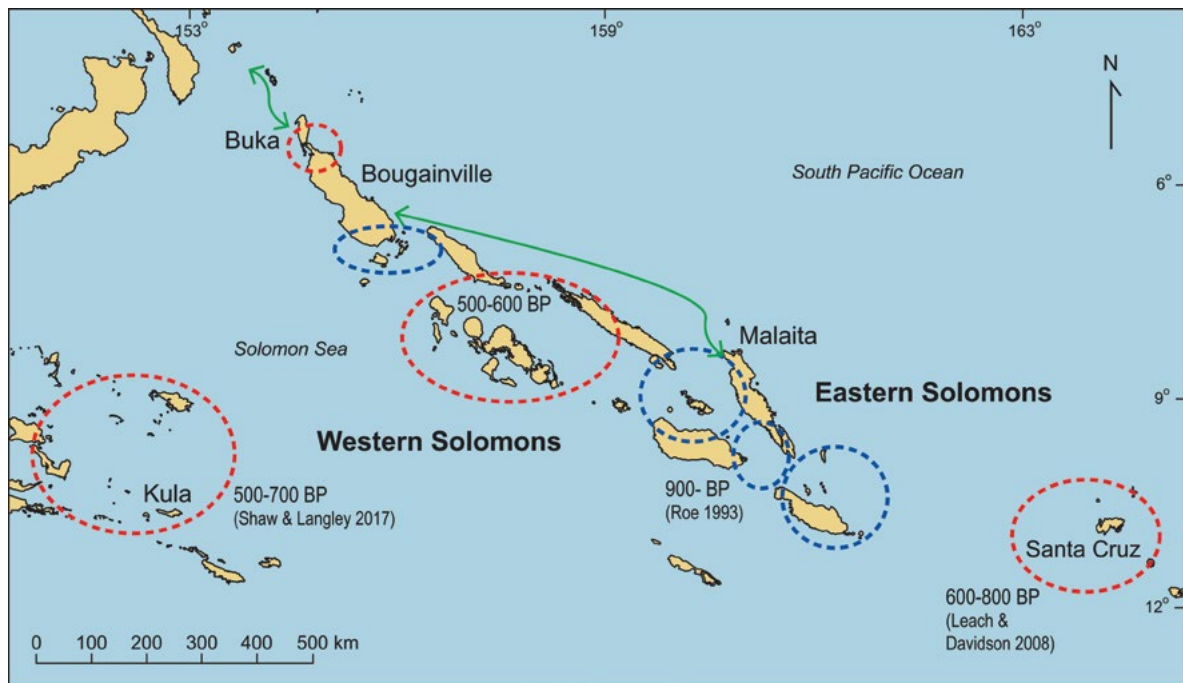 153°
159°
163°
N
Buka
Bougainville
South Pacific Ocean
6°
500-600 BP
Malaita
Solomon Sea
Eastern Solomons
9°
Western Solomons
Kula
500-700 BP
(Shaw & Langley 2017)
900- BP
(Roe 1993)
Santa Cruz
600-800 BP
(Leach &
Davidson 2008)
12°
0 100 200 300 400 500 km